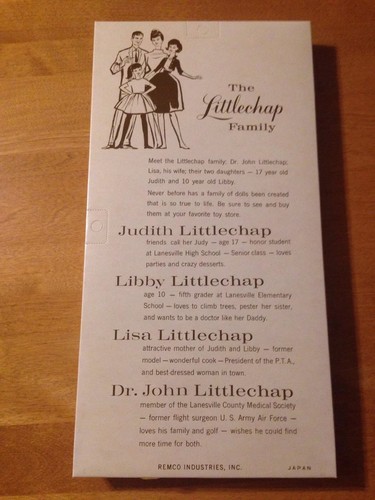 The
Littlechap
Family
Meet the Littlechap family: Dr. John Littlechap;
Lisa, his wife; their two daughters — 17 year old
Judith and 10 year old Libby.
Never before has a family of dolls been created
that is so true to life. Be sure to see and buy
them at your favorite toy store.
Judith Littlechap
friends call her Judy — age 17 — honor student
at Lanesville High School — Senior class — loves
parties and crazy desserts.
Libby Littlechap
age 10 — fifth grader at Lanesville Elementary
School — loves to climb trees, pester her sister,
and wants to be a doctor like her Daddy.
Lisa Littlechap
attractive mother of Judith and Libby — former
model — wonderful cook — President of the P.T.A.,
and best dressed woman in town.
Dr. John Littlechap
member of the Lanesville County Medical Society
— former flight surgeon U. S. Army Air Force —
loves his family and golf — wishes he could find
more time for both.
REMCO INDUSTRIES, INC. JAPAN